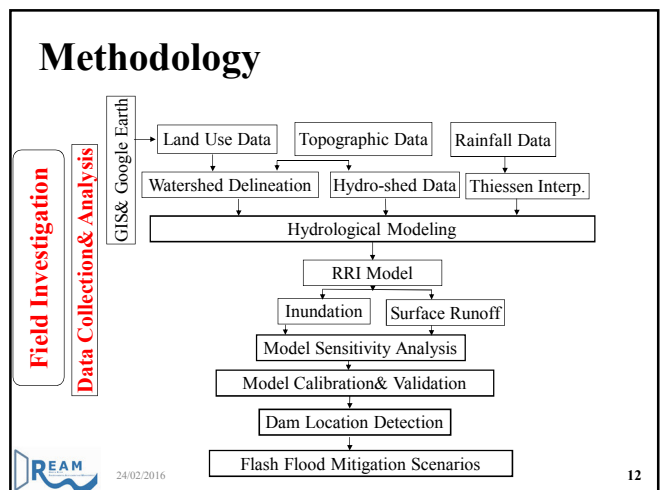 Methodology
Field Investigation
Data Collection& Analysis
GIS& Google Earth
Land Use Data
Topographic Data
Rainfall Data
Watershed Delineation
Hydro-shed Data
Thiessen Interp.
Hydrological Modeling
RRI Model
Inundation
Surface Runoff
Model Sensitivity Analysis
Model Calibration& Validation
Dam Location Detection
Flash Flood Mitigation Scenarios
REAM
24/02/2016
12